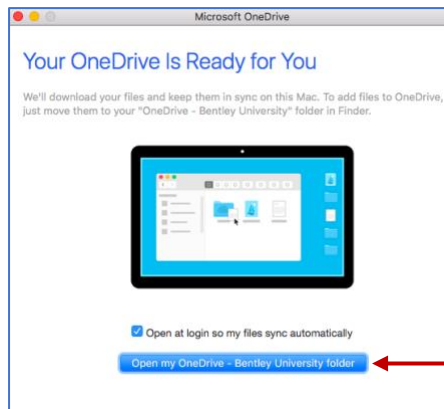 Microsoft OneDrive
Your OneDrive Is Ready for You
We'll download your files and keep them in sync on this Mac. To add files to OneDrive,
just move them to your "OneDrive - Bentley University" folder in Finder.
Open at login so my files sync automatically
Open my OneDrive - Bentley University folder